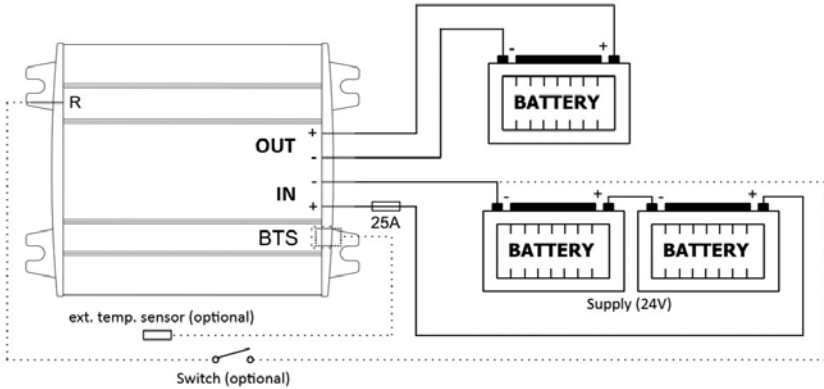 - +
BATTERY
R
+
OUT
-
-
IN
+
25A
BTS
- + - +
BATTERY BATTERY
Supply (24V)
ext. temp. sensor (optional)
Switch (optional)